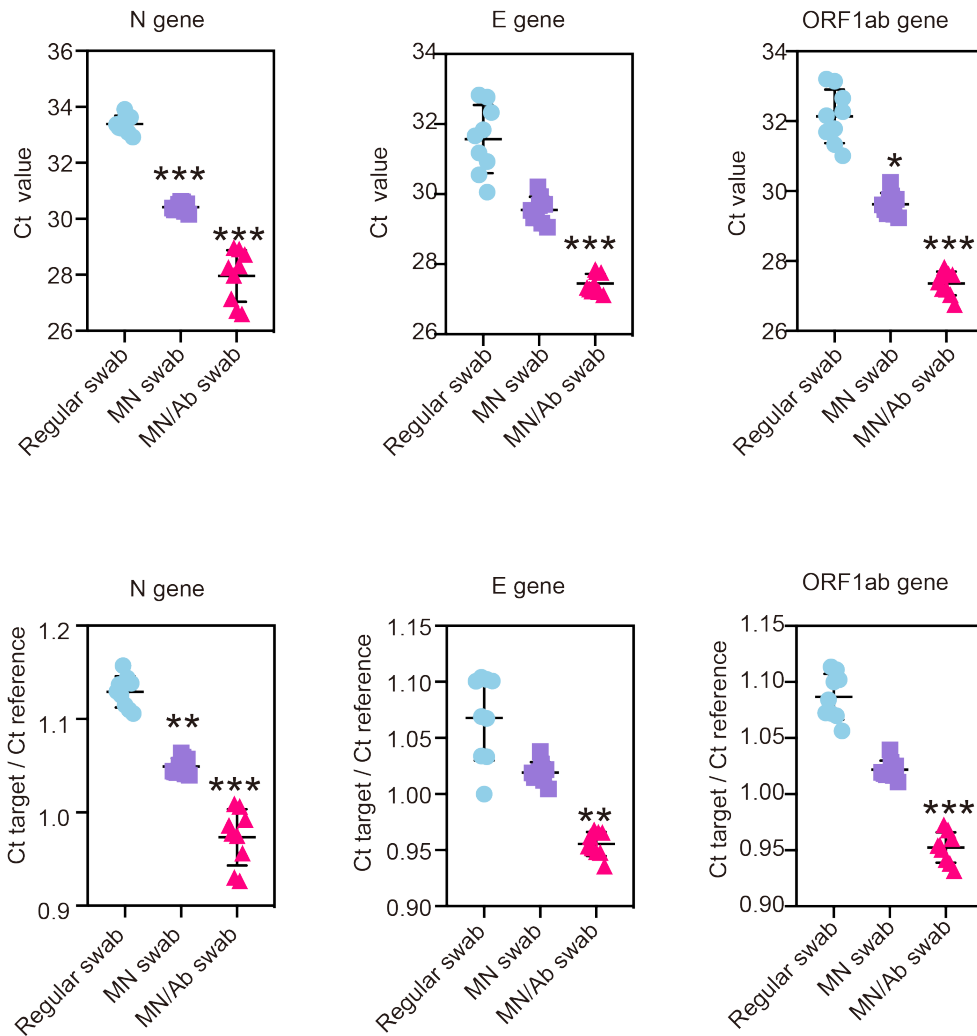 N gene
E gene
ORF1ab gene
Ct value
36
34
32
30
28
26
***
***
Regular swab
MN swab
MN/Ab swab
Ct value
34
32
30
28
26
***
Regular swab
MN swab
MN/Ab swab
Ct value
34
32
30
28
26
*
***
Regular swab
MN swab
MN/Ab swab
N gene
E gene
ORF1ab gene
Ct target / Ct reference
1.2
1.1
1.0
0.9
**
***
Regular swab
MN swab
MN/Ab swab
Ct target / Ct reference
1.15
1.10
1.05
1.00
0.95
0.90
**
Regular swab
MN swab
MN/Ab swab
Ct target / Ct reference
1.15
1.10
1.05
1.00
0.95
0.90
***
Regular swab
MN swab
MN/Ab swab